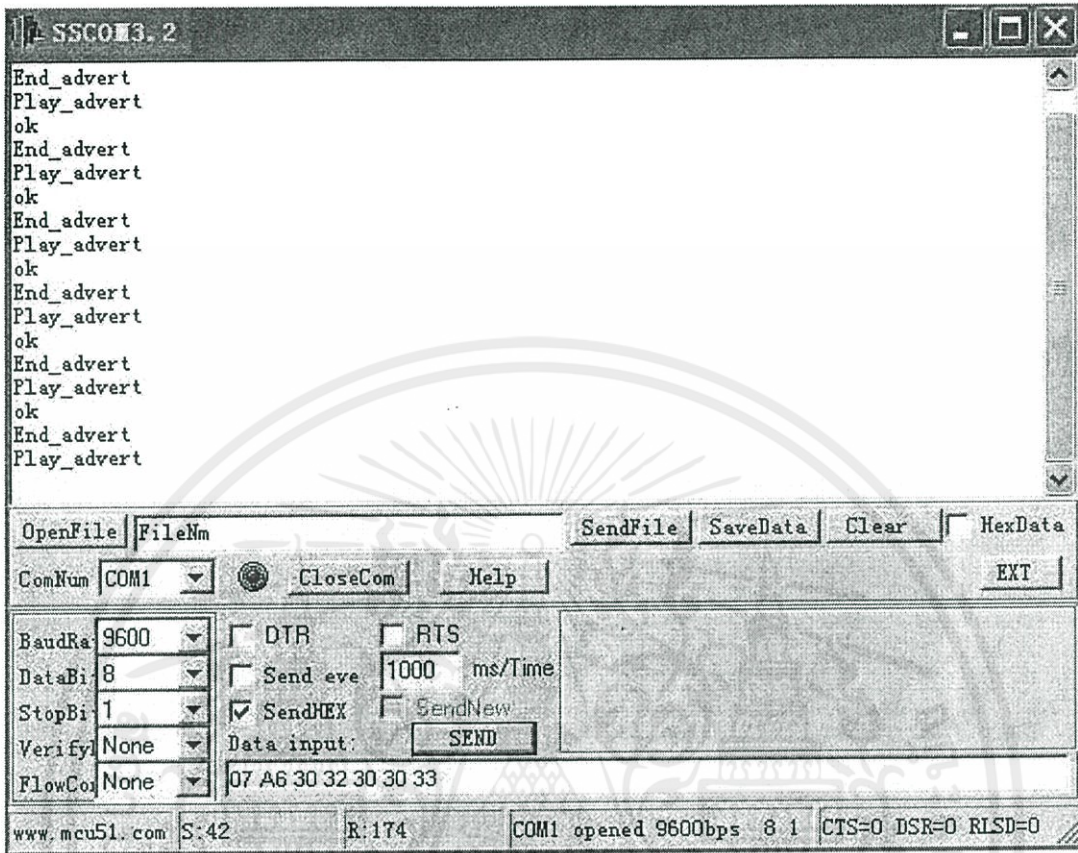 SSCOM3.2
End_advert
Play_advert
ok
End_advert
Play_advert
ok
End_advert
Play_advert
ok
End_advert
Play_advert
ok
End_advert
Play_advert
ok
End_advert
Play_advert
OpenFile FileNm SendFile SaveData Clear HexData
ComNum COM1 CloseCom Help EXT
BaudRa 9600 DTR RTS
DataBi 8 Send eve 1000 ms/Time
StopBi 1 SendHEX SendNew
Verify None Data input: SEND
FlowCo None 07 A6 30 32 30 30 33
www.mcu51.com S:42 R:174 COM1 opened 9600bps 8 1 CTS=0 DSR=0 RLSD=0